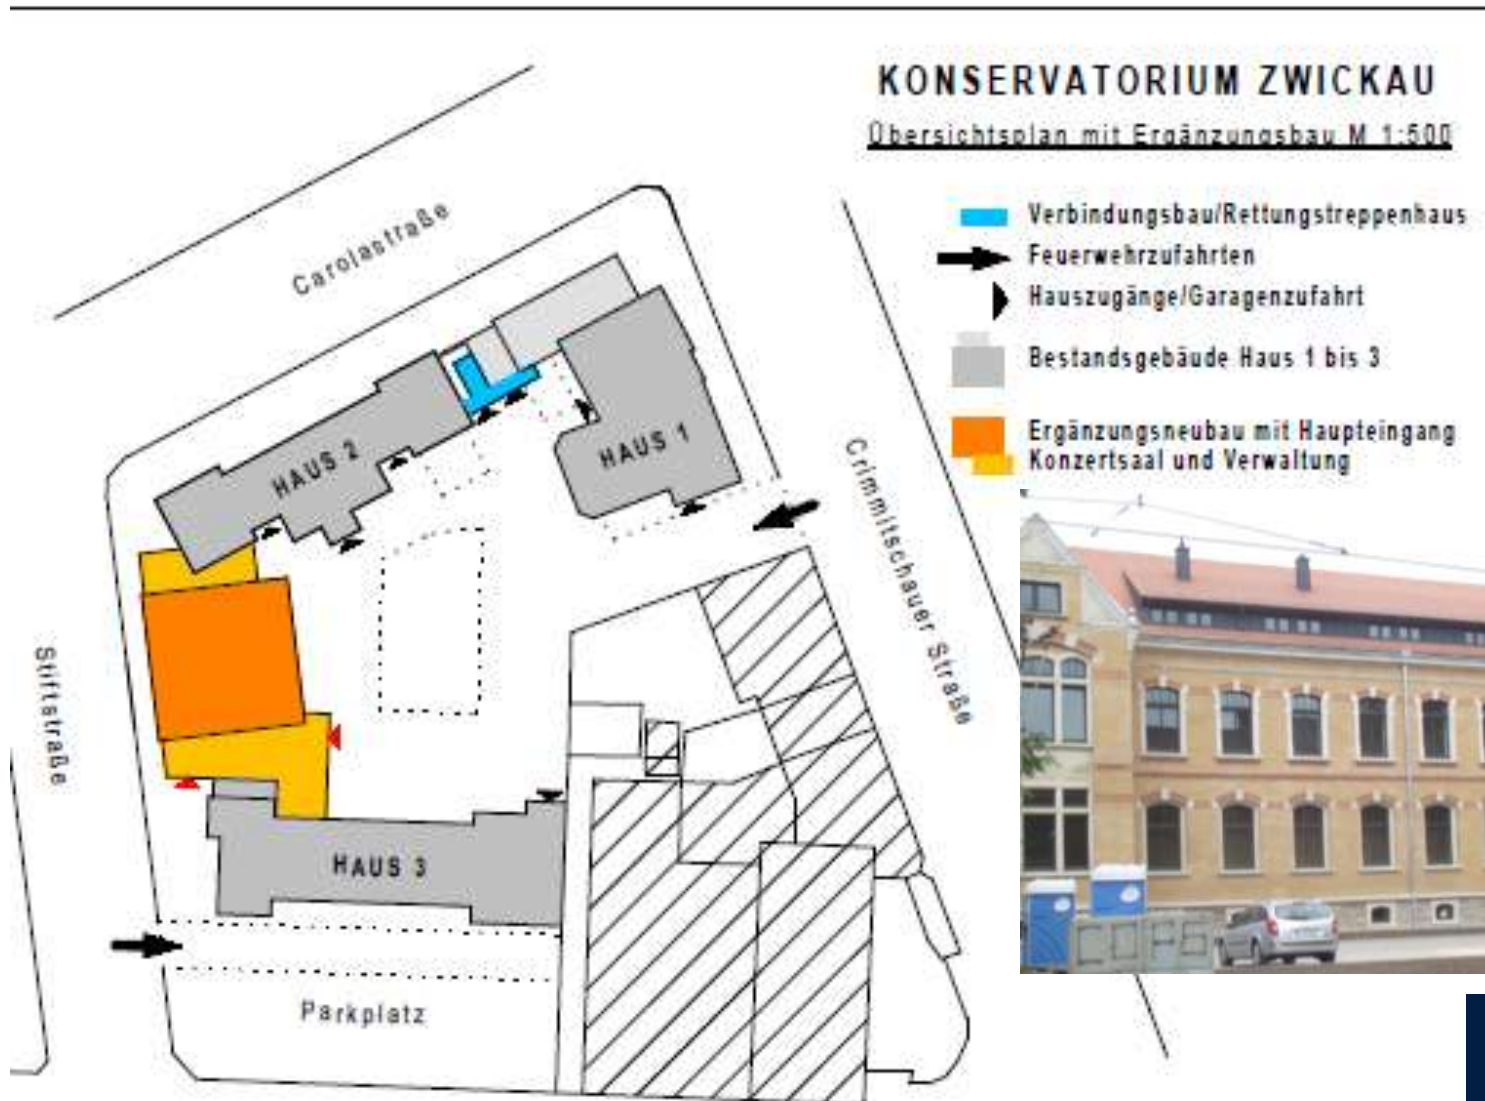 KONSERVATORIUM ZWICKAU
Übersichtsplan mit Ergänzungsbau M 1:500
Verbindungsbau/Rettungstreppenhaus
Feuerwehrzufahrten
Hauszugänge/Garagenzufahrt
Bestandsgebäude Haus 1 bis 3
Ergänzungsneubau mit Haupteingang
Konzertsaal und Verwaltung
Carolastraße
HAUS 2
HAUS 1
Crimmitschauer Straße
Stiftstraße
HAUS 3
Parkplatz